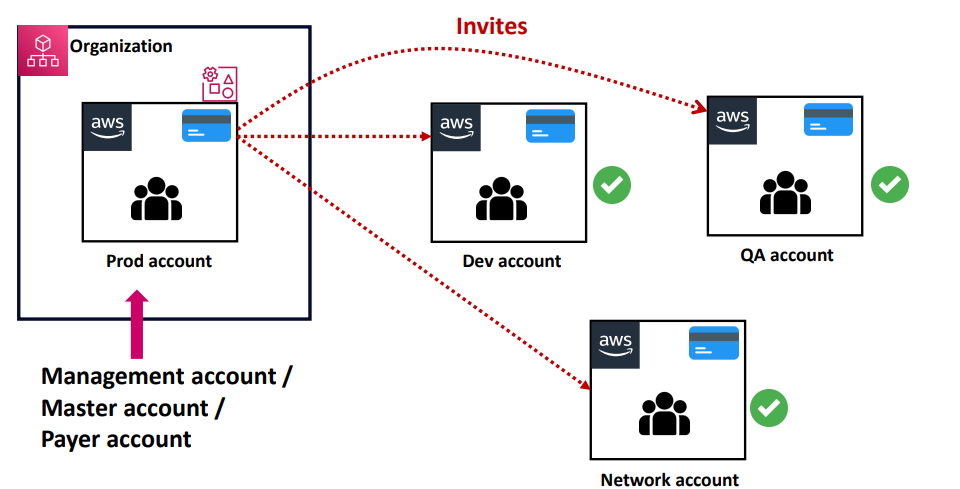 Invites
Organization
aws
aws
aws
Prod account
Dev account
QA account
Management account /
Master account /
Payer account
aws
Network account